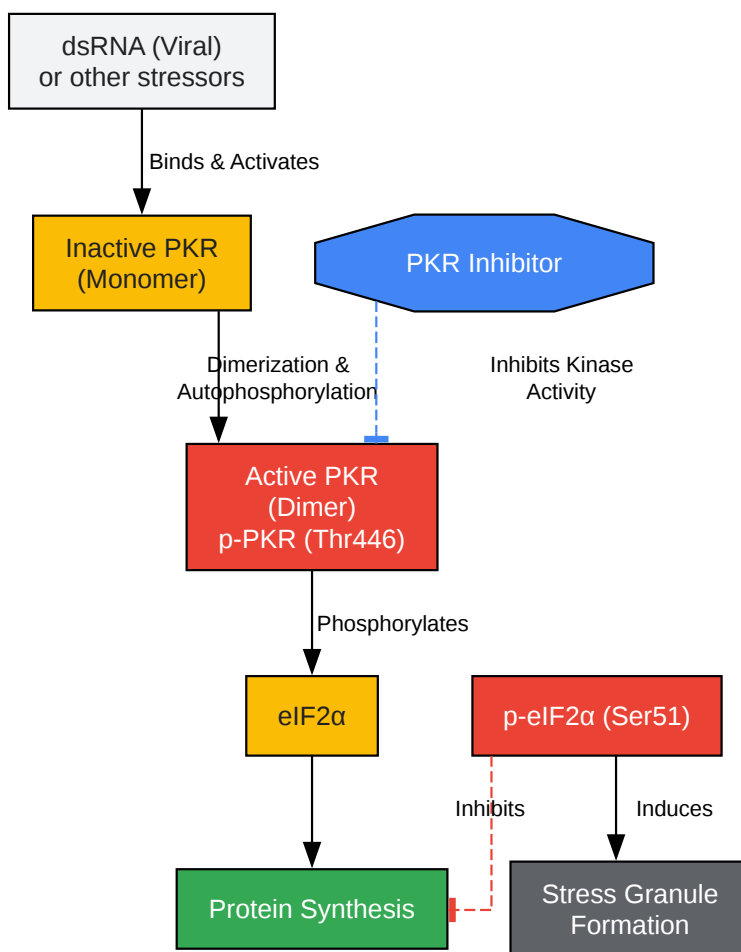 dsRNA (Viral)
or other stressors
Binds & Activates
Inactive PKR
(Monomer)
PKR Inhibitor
Dimerization &
Autophosphorylation
Inhibits Kinase
Activity
Active PKR
(Dimer)
p-PKR (Thr446)
Phosphorylates
eIF2α
p-eIF2α (Ser51)
Inhibits
Induces
Protein Synthesis
Stress Granule
Formation